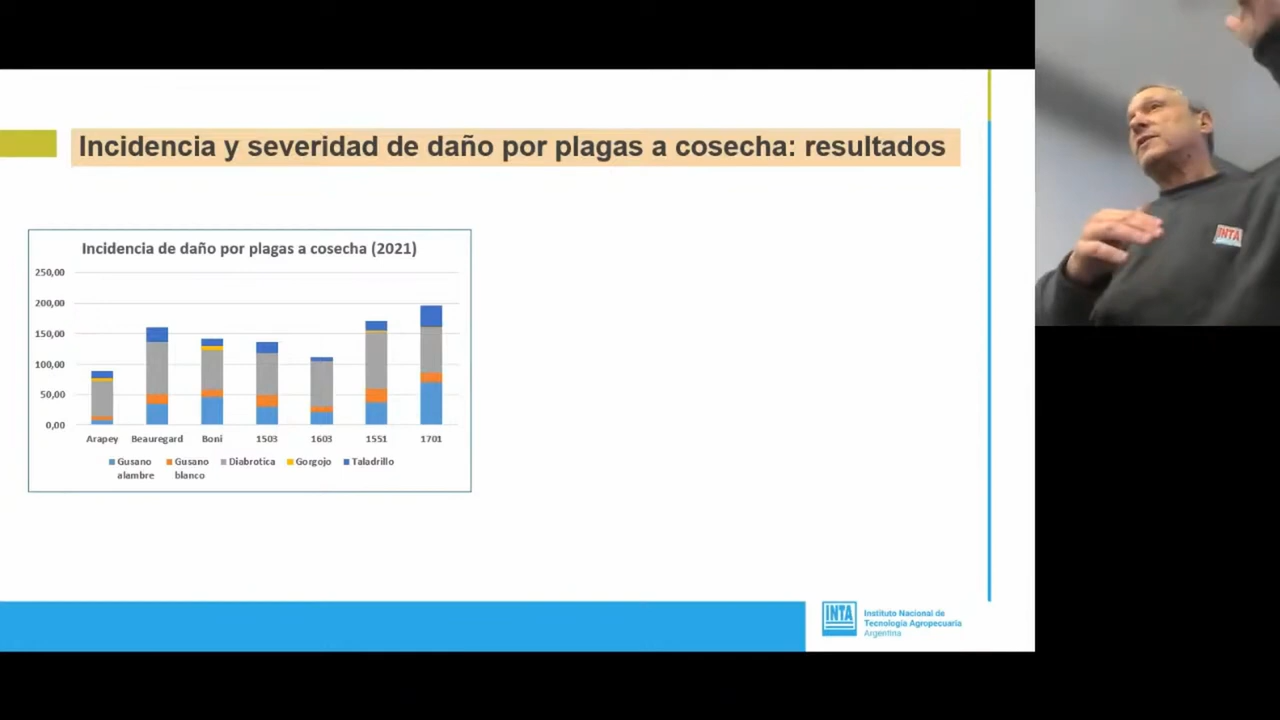 Incidencia y severidad de daño por plagas a cosecha: resultados
Incidencia de daño por plagas a cosecha (2021)
250,00
200,00
150,00
100,00
50,00
0,00
Arapey Beauregard Boni 1503 1603 1551 1701
Gusano alambre Gusano blanco Diabrotica Gorgojo Taladrillo
INTA
Instituto Nacional de
Tecnología Agropecuaria
Argentina
INTA